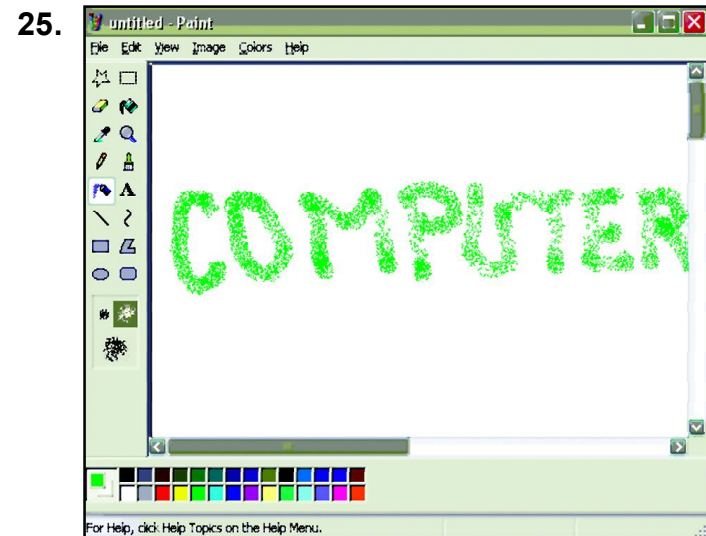 25.
untitled - Paint
File Edit View Image Colors Help
A
COMPUTER
For Help, click Help Topics on the Help Menu.